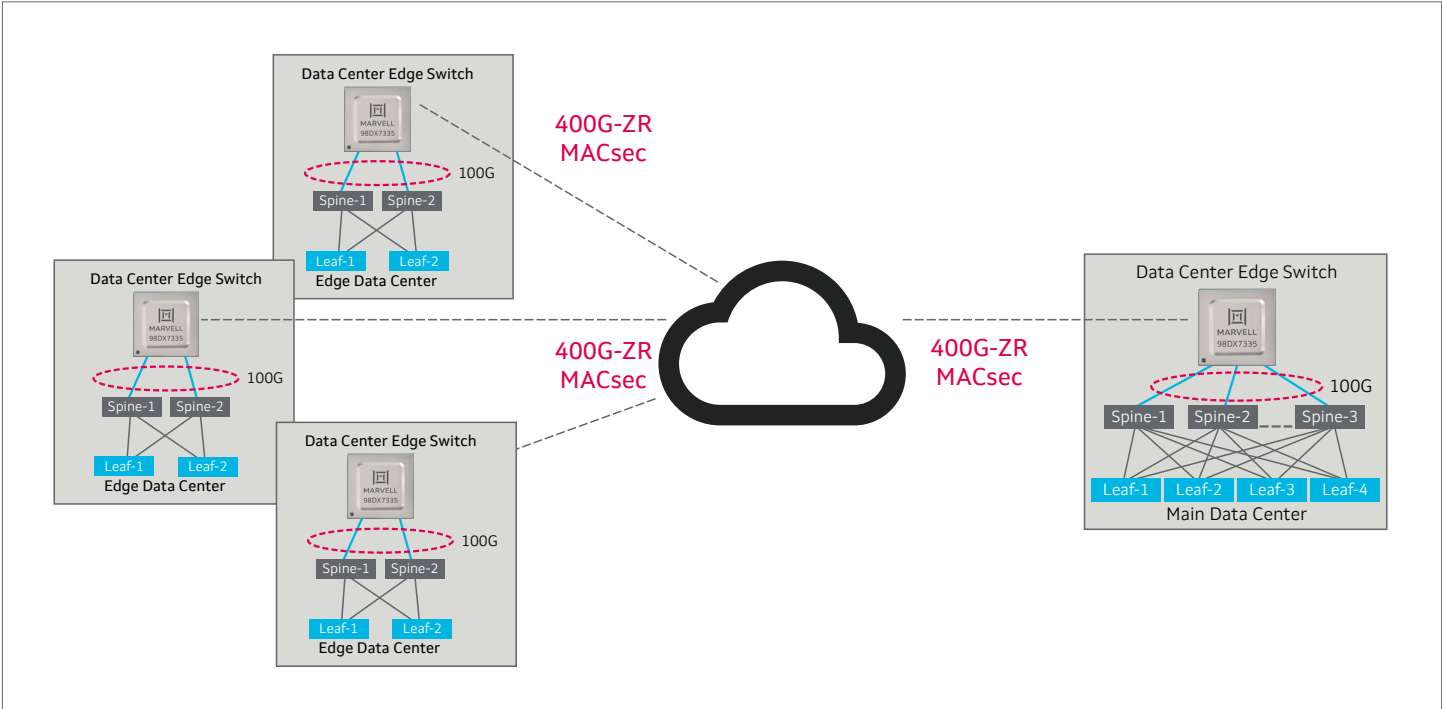 Data Center Edge Switch
MARVELL
98DX7335
100G
Spine-1 Spine-2
Leaf-1 Leaf-2
Edge Data Center
400G-ZR
MACsec
Data Center Edge Switch
MARVELL
98DX7335
100G
Spine-1 Spine-2
Leaf-1 Leaf-2
Edge Data Center
400G-ZR
MACsec
Data Center Edge Switch
MARVELL
98DX7335
100G
Spine-1 Spine-2
Leaf-1 Leaf-2
Edge Data Center
400G-ZR
MACsec
Data Center Edge Switch
MARVELL
98DX7335
100G
Spine-1 Spine-2 Spine-3
Leaf-1 Leaf-2 Leaf-3 Leaf-4
Main Data Center